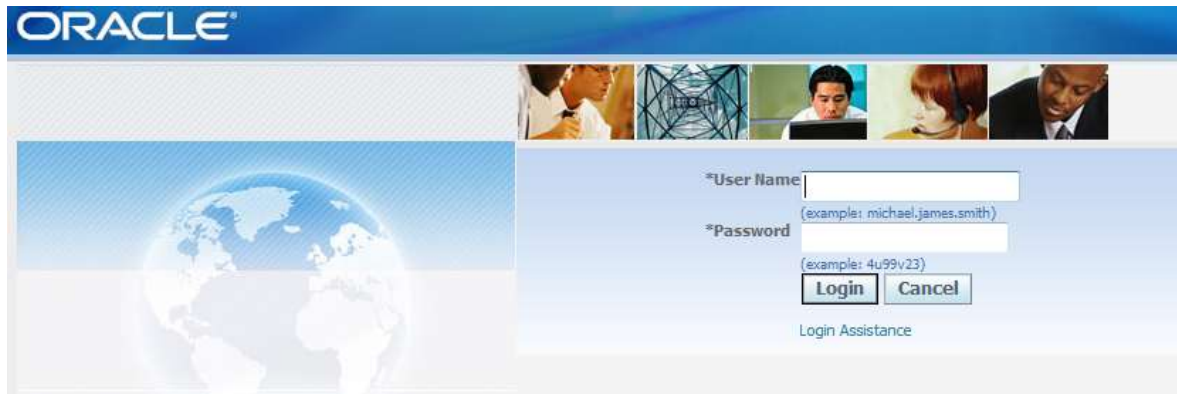 ORACLE®
*User Name
(example: michael.james.smith)
*Password
(example: 4u99v23)
Login Cancel
Login Assistance